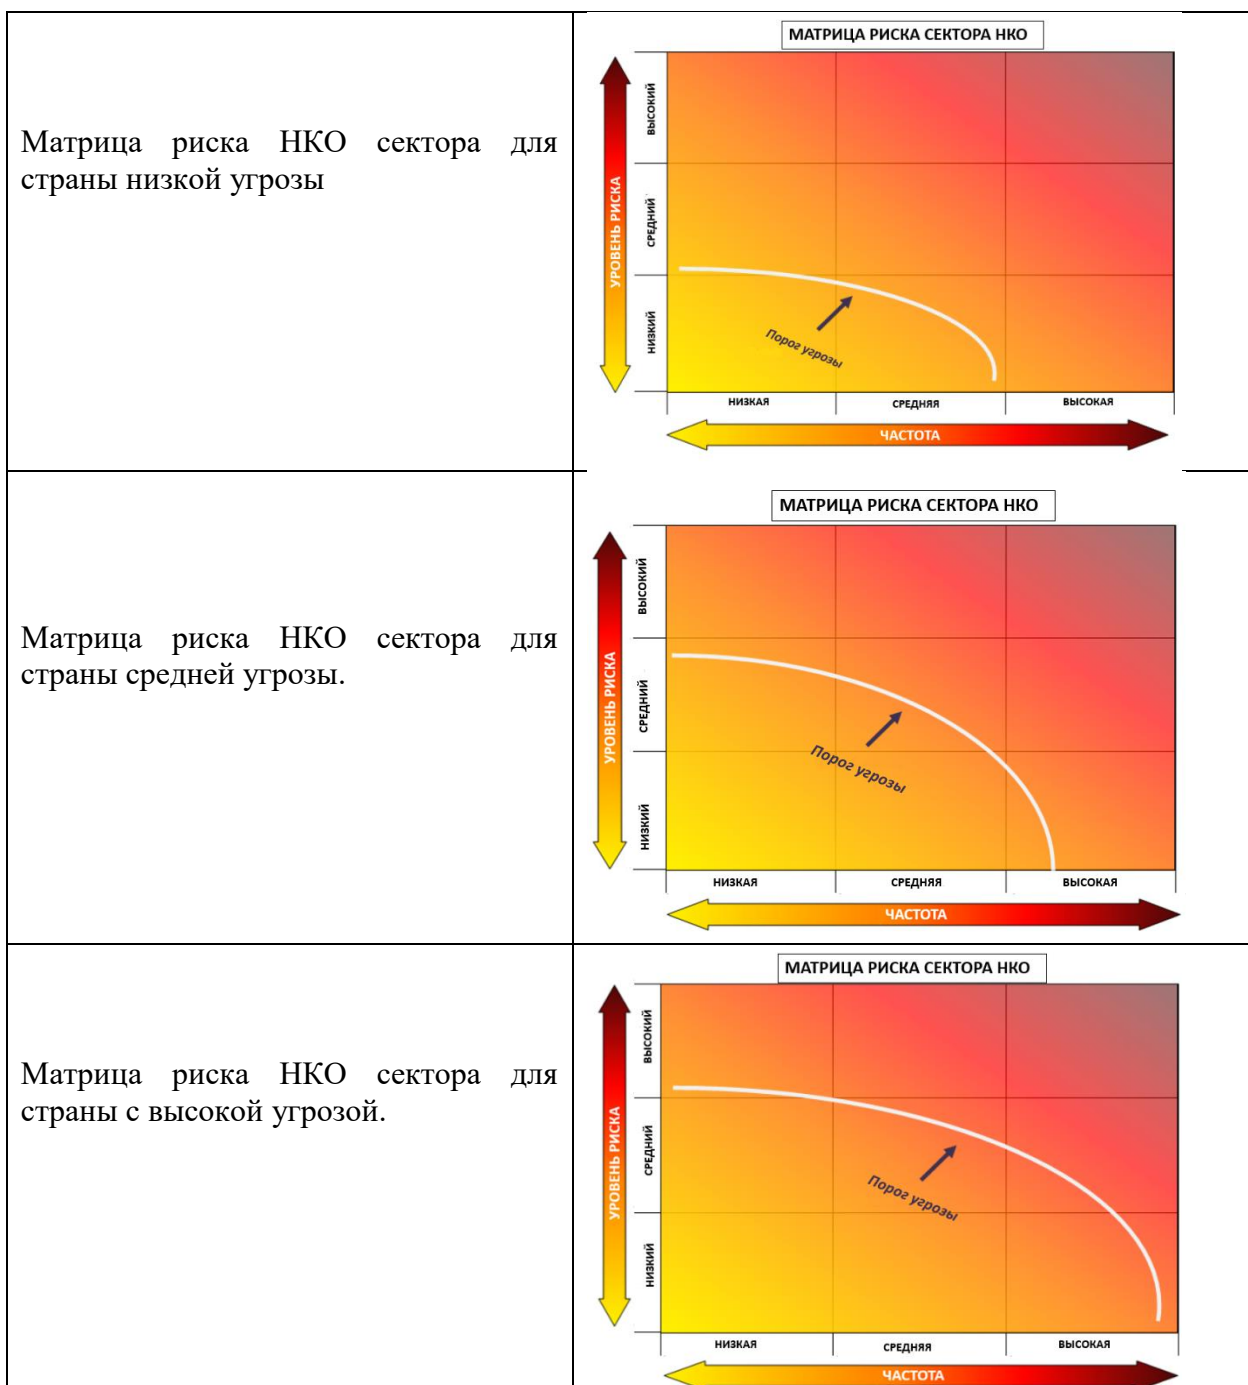 Матрица риска НКО сектора для
страны низкой угрозы
МАТРИЦА РИСКА СЕКТОРА НКО
УРОВЕНЬ РИСКА
ВЫСОКИЙ
СРЕДНИЙ
НИЗКИЙ
Порог угрозы
НИЗКАЯ
СРЕДНЯЯ
ВЫСОКАЯ
ЧАСТОТА
Матрица риска НКО сектора для
страны средней угрозы.
МАТРИЦА РИСКА СЕКТОРА НКО
УРОВЕНЬ РИСКА
ВЫСОКИЙ
СРЕДНИЙ
НИЗКИЙ
Порог угрозы
НИЗКАЯ
СРЕДНЯЯ
ВЫСОКАЯ
ЧАСТОТА
Матрица риска НКО сектора для
страны с высокой угрозой.
МАТРИЦА РИСКА СЕКТОРА НКО
УРОВЕНЬ РИСКА
ВЫСОКИЙ
СРЕДНИЙ
НИЗКИЙ
Порог угрозы
НИЗКАЯ
СРЕДНЯЯ
ВЫСОКАЯ
ЧАСТОТА